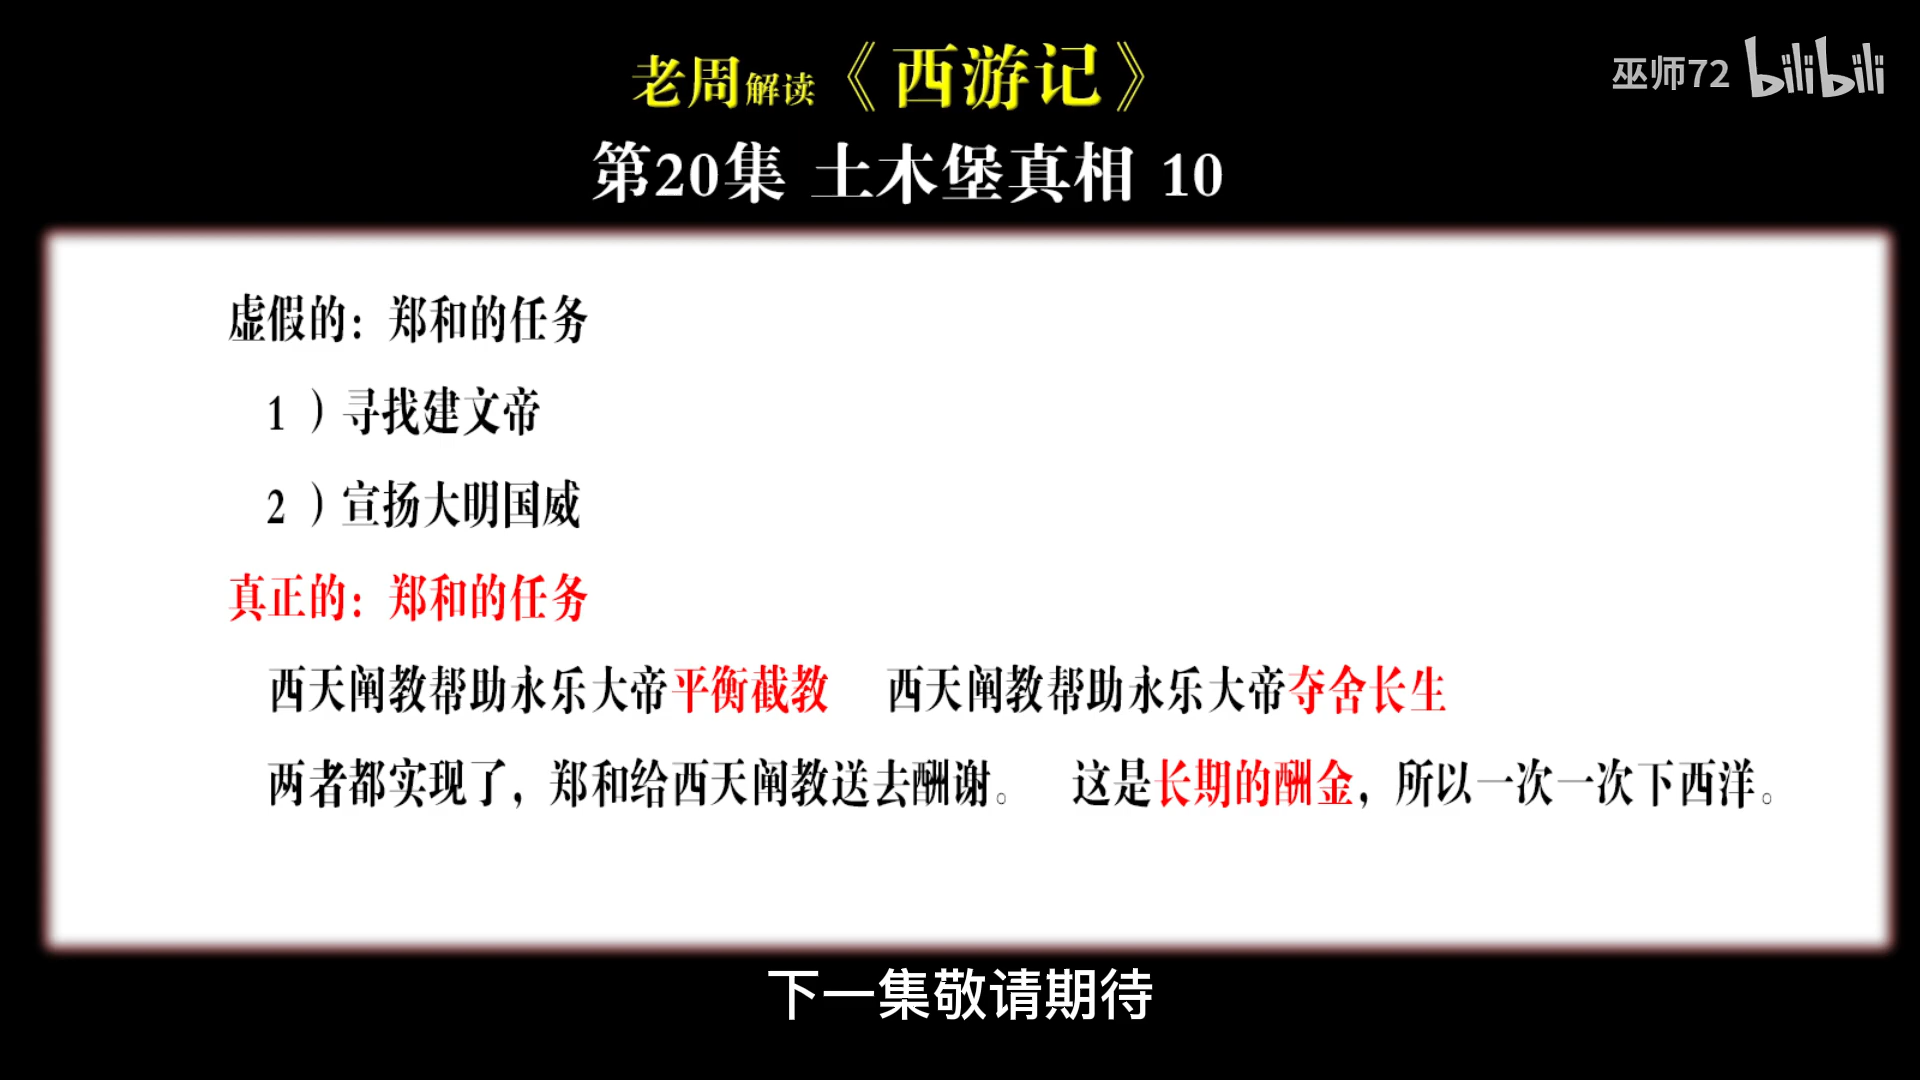 老周解读《西游记》
巫师72 bilibili
第20集 土木堡真相 10
虚假的：郑和的任务
1 ）寻找建文帝
2 ）宣扬大明国威
真正的：郑和的任务
西天阐教帮助永乐大帝平衡截教 西天阐教帮助永乐大帝夺舍长生
两者都实现了，郑和给西天阐教送去酬谢。 这是长期的酬金，所以一次一次下西洋。
下一集敬请期待